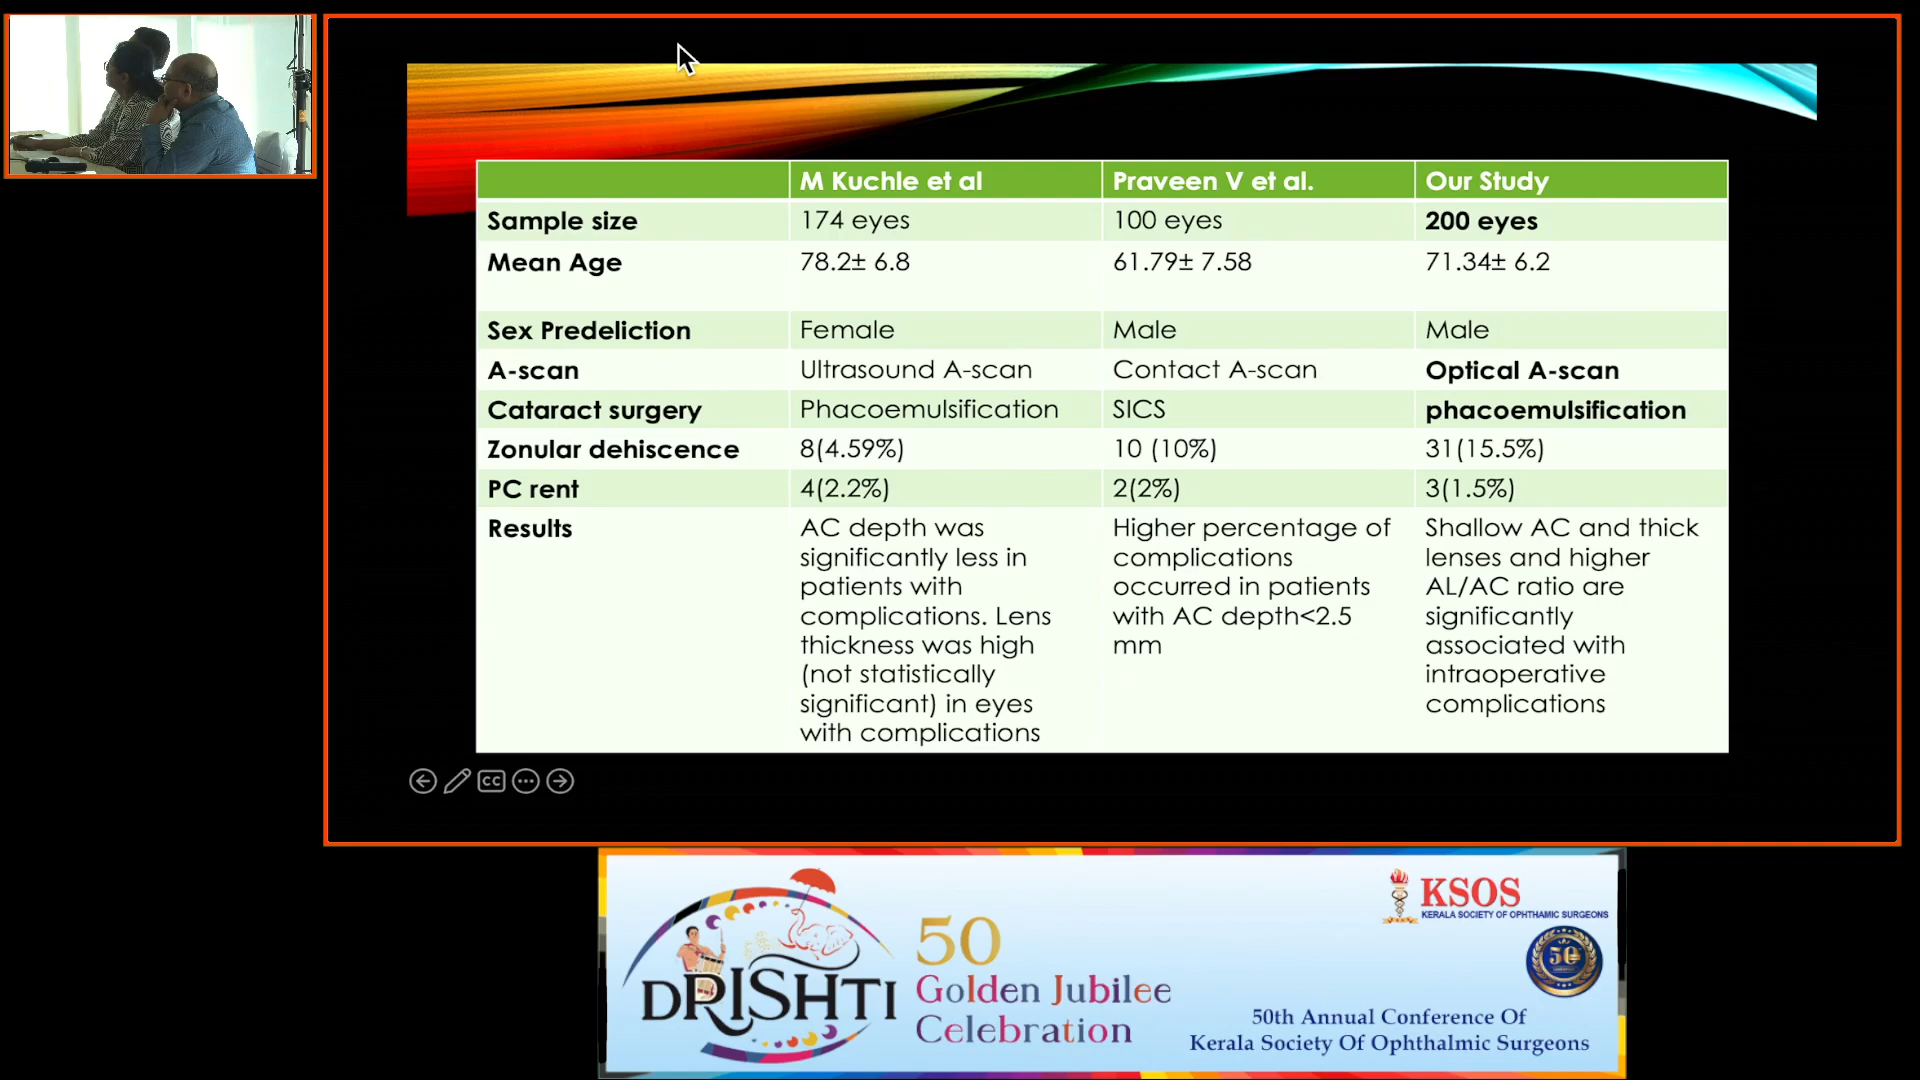 M Kuchle et al Praveen V et al. Our Study
Sample size 174 eyes 100 eyes 200 eyes
Mean Age 78.2± 6.8 61.79± 7.58 71.34± 6.2
Sex Predeliction Female Male Male
A-scan Ultrasound A-scan Contact A-scan Optical A-scan
Cataract surgery Phacoemulsification SICS phacoemulsification
Zonular dehiscence 8(4.59%) 10 (10%) 31(15.5%)
PC rent 4(2.2%) 2(2%) 3(1.5%)
Results
AC depth was
significantly less in
patients with
complications. Lens
thickness was high
(not statistically
significant) in eyes
with complications
Higher percentage of
complications
occurred in patients
with AC depth<2.5
mm
Shallow AC and thick
lenses and higher
AL/AC ratio are
significantly
associated with
intraoperative
complications
CC
DRISHTI
50
Golden Jubilee
Celebration
KSOS
KERALA SOCIETY OF OPHTHAMIC SURGEONS
50
50th Annual Conference Of
Kerala Society Of Ophthalmic Surgeons